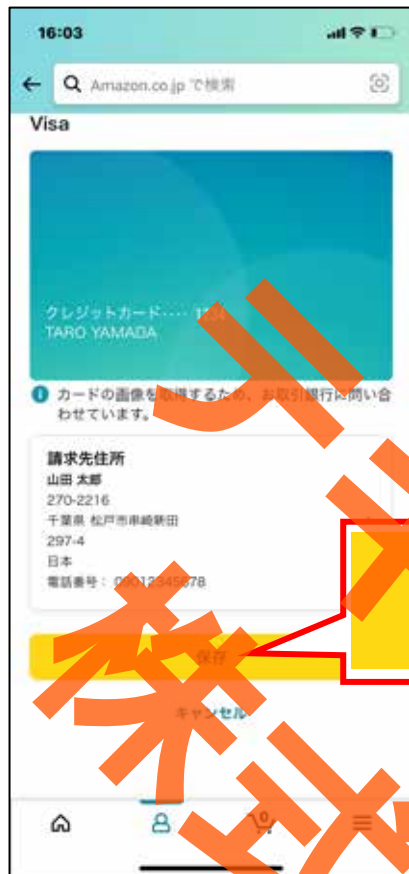 16:03
Amazon.co.jp で検索
Visa
クレジットカード‥‥ 1234
TARO YAMADA
カードの画像を取得するため、お取引銀行に問い合
わせています。
請求先住所
山田 太郎
270-2216
千葉県 松戸市串崎新田
297-4
日本
電話番号： 09012345678
保存
キャンセル
0